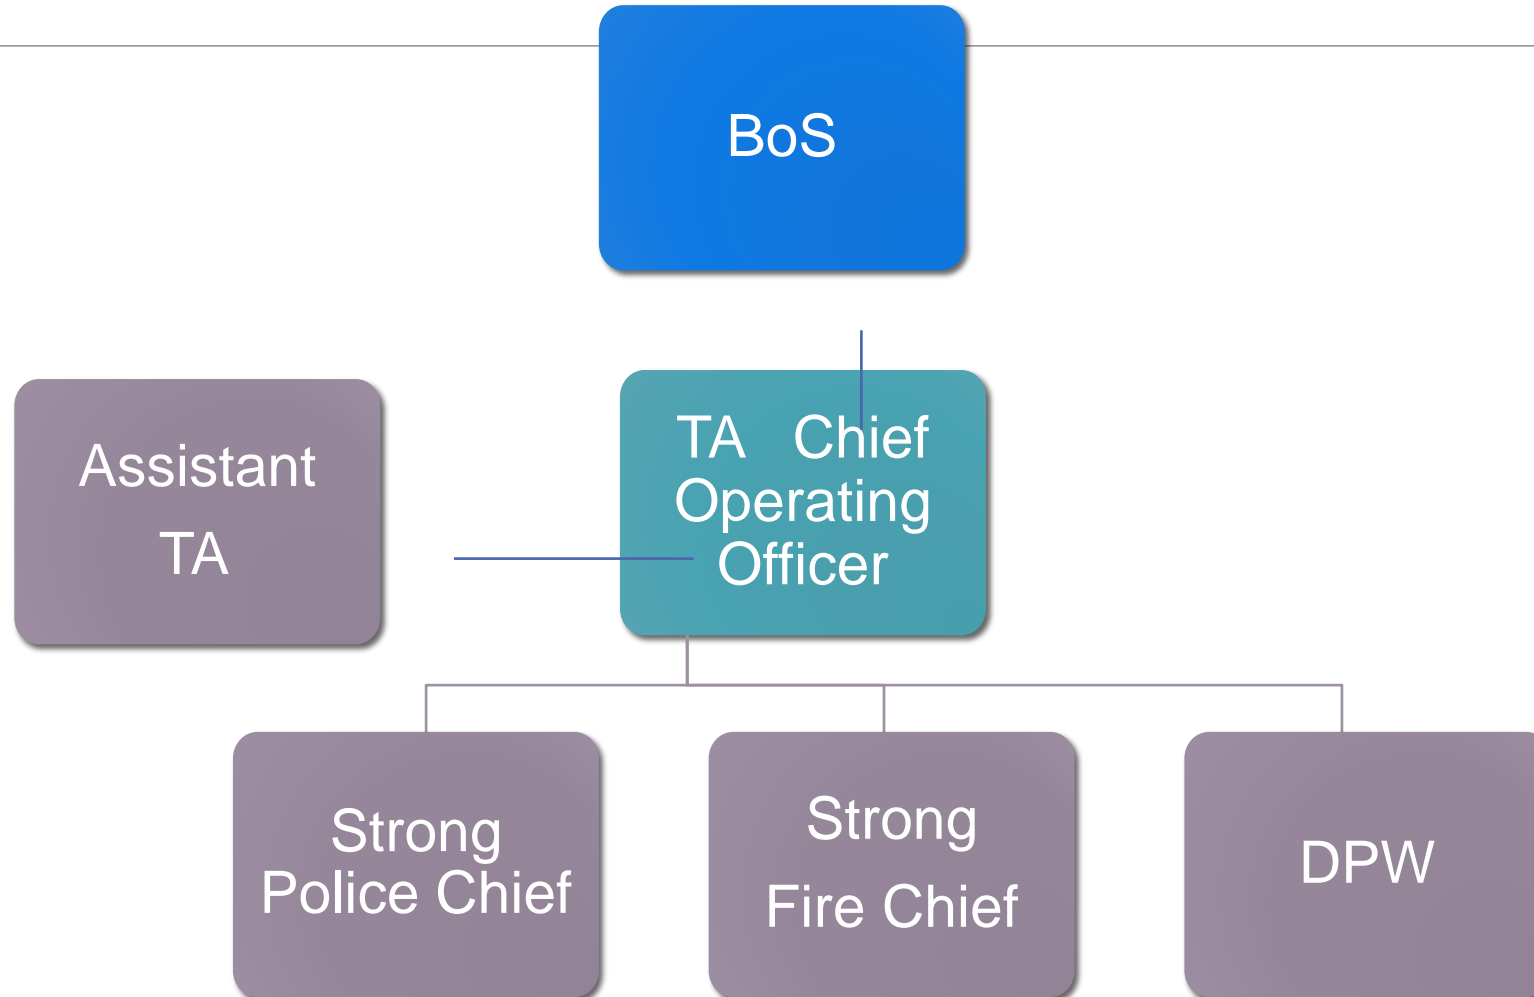 BoS
Assistant
TA
TA Chief
Operating
Officer
Strong
Police Chief
Strong
Fire Chief
DPW